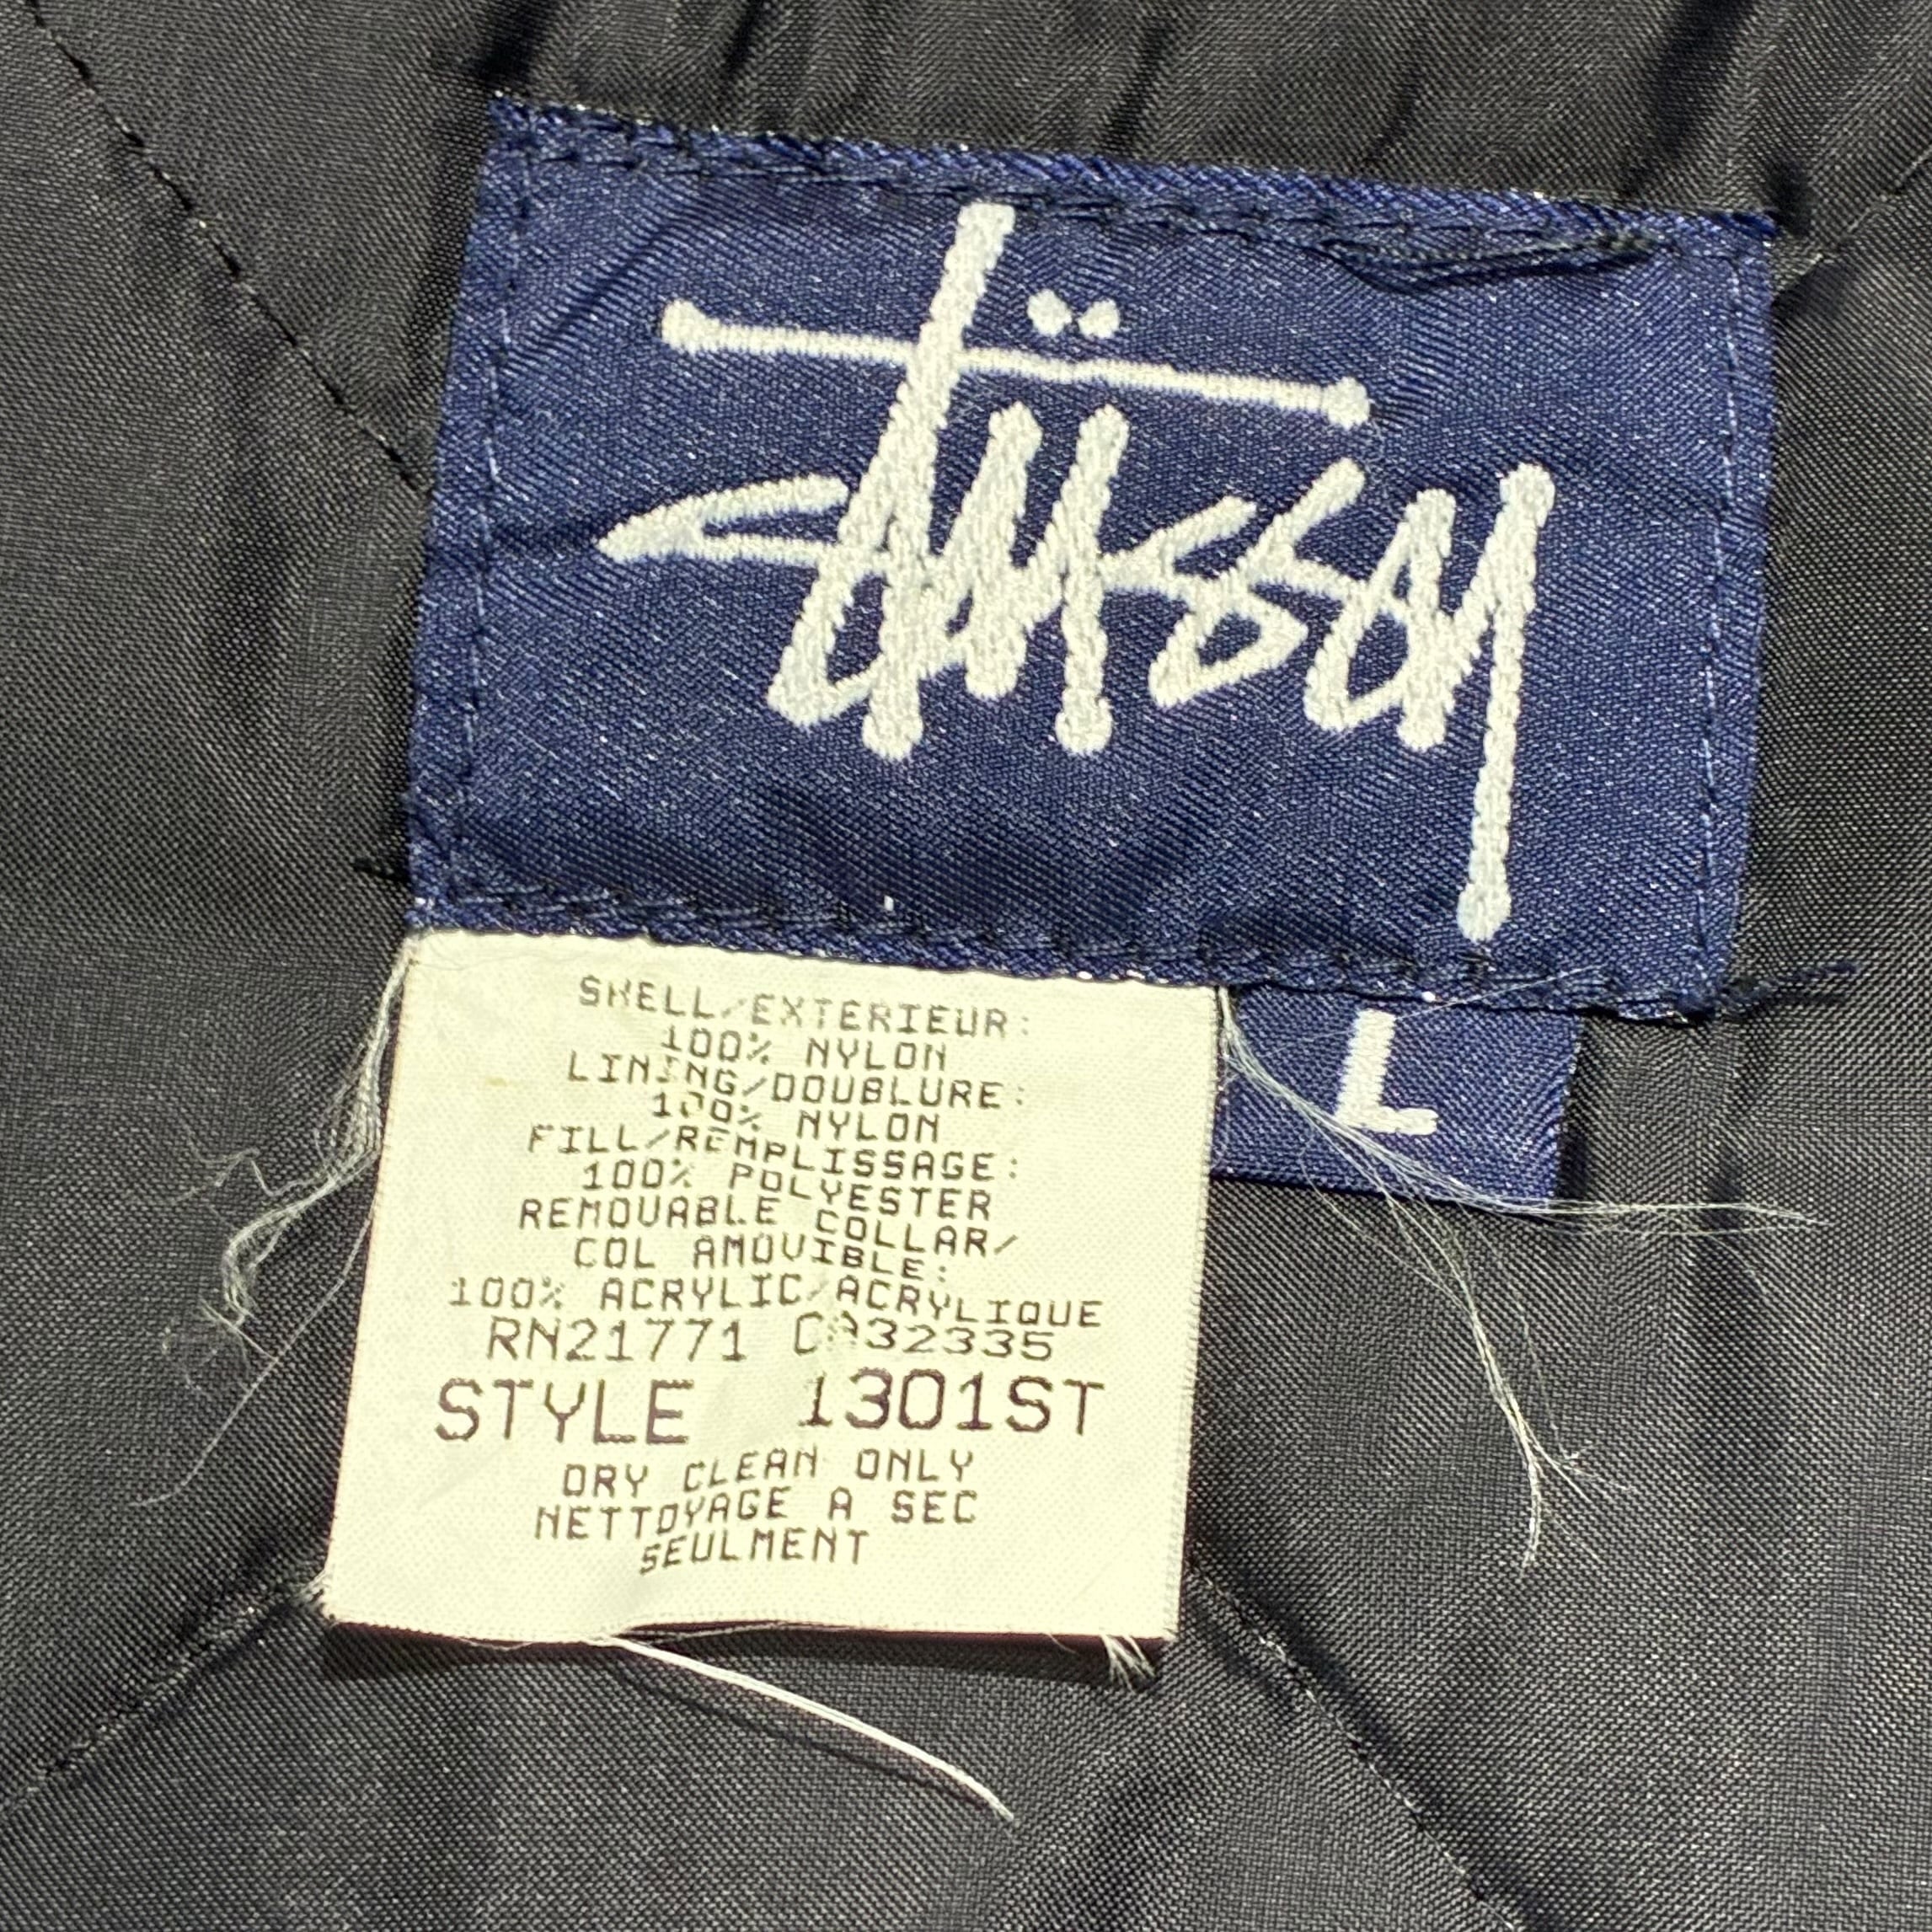 Stüssy
L
SHELL/EXTERIEUR:
100% NYLON
LINING/DOUBLURE:
100% NYLON
FILL/REMPLISSAGE:
100% POLYESTER
REMOVABLE COLLAR/
COL AMOVIBLE:
100% ACRYLIC/ACRYLIQUE
RN21771 CA32335
STYLE 1301ST
DRY CLEAN ONLY
NETTOYAGE A SEC
SEULMENT